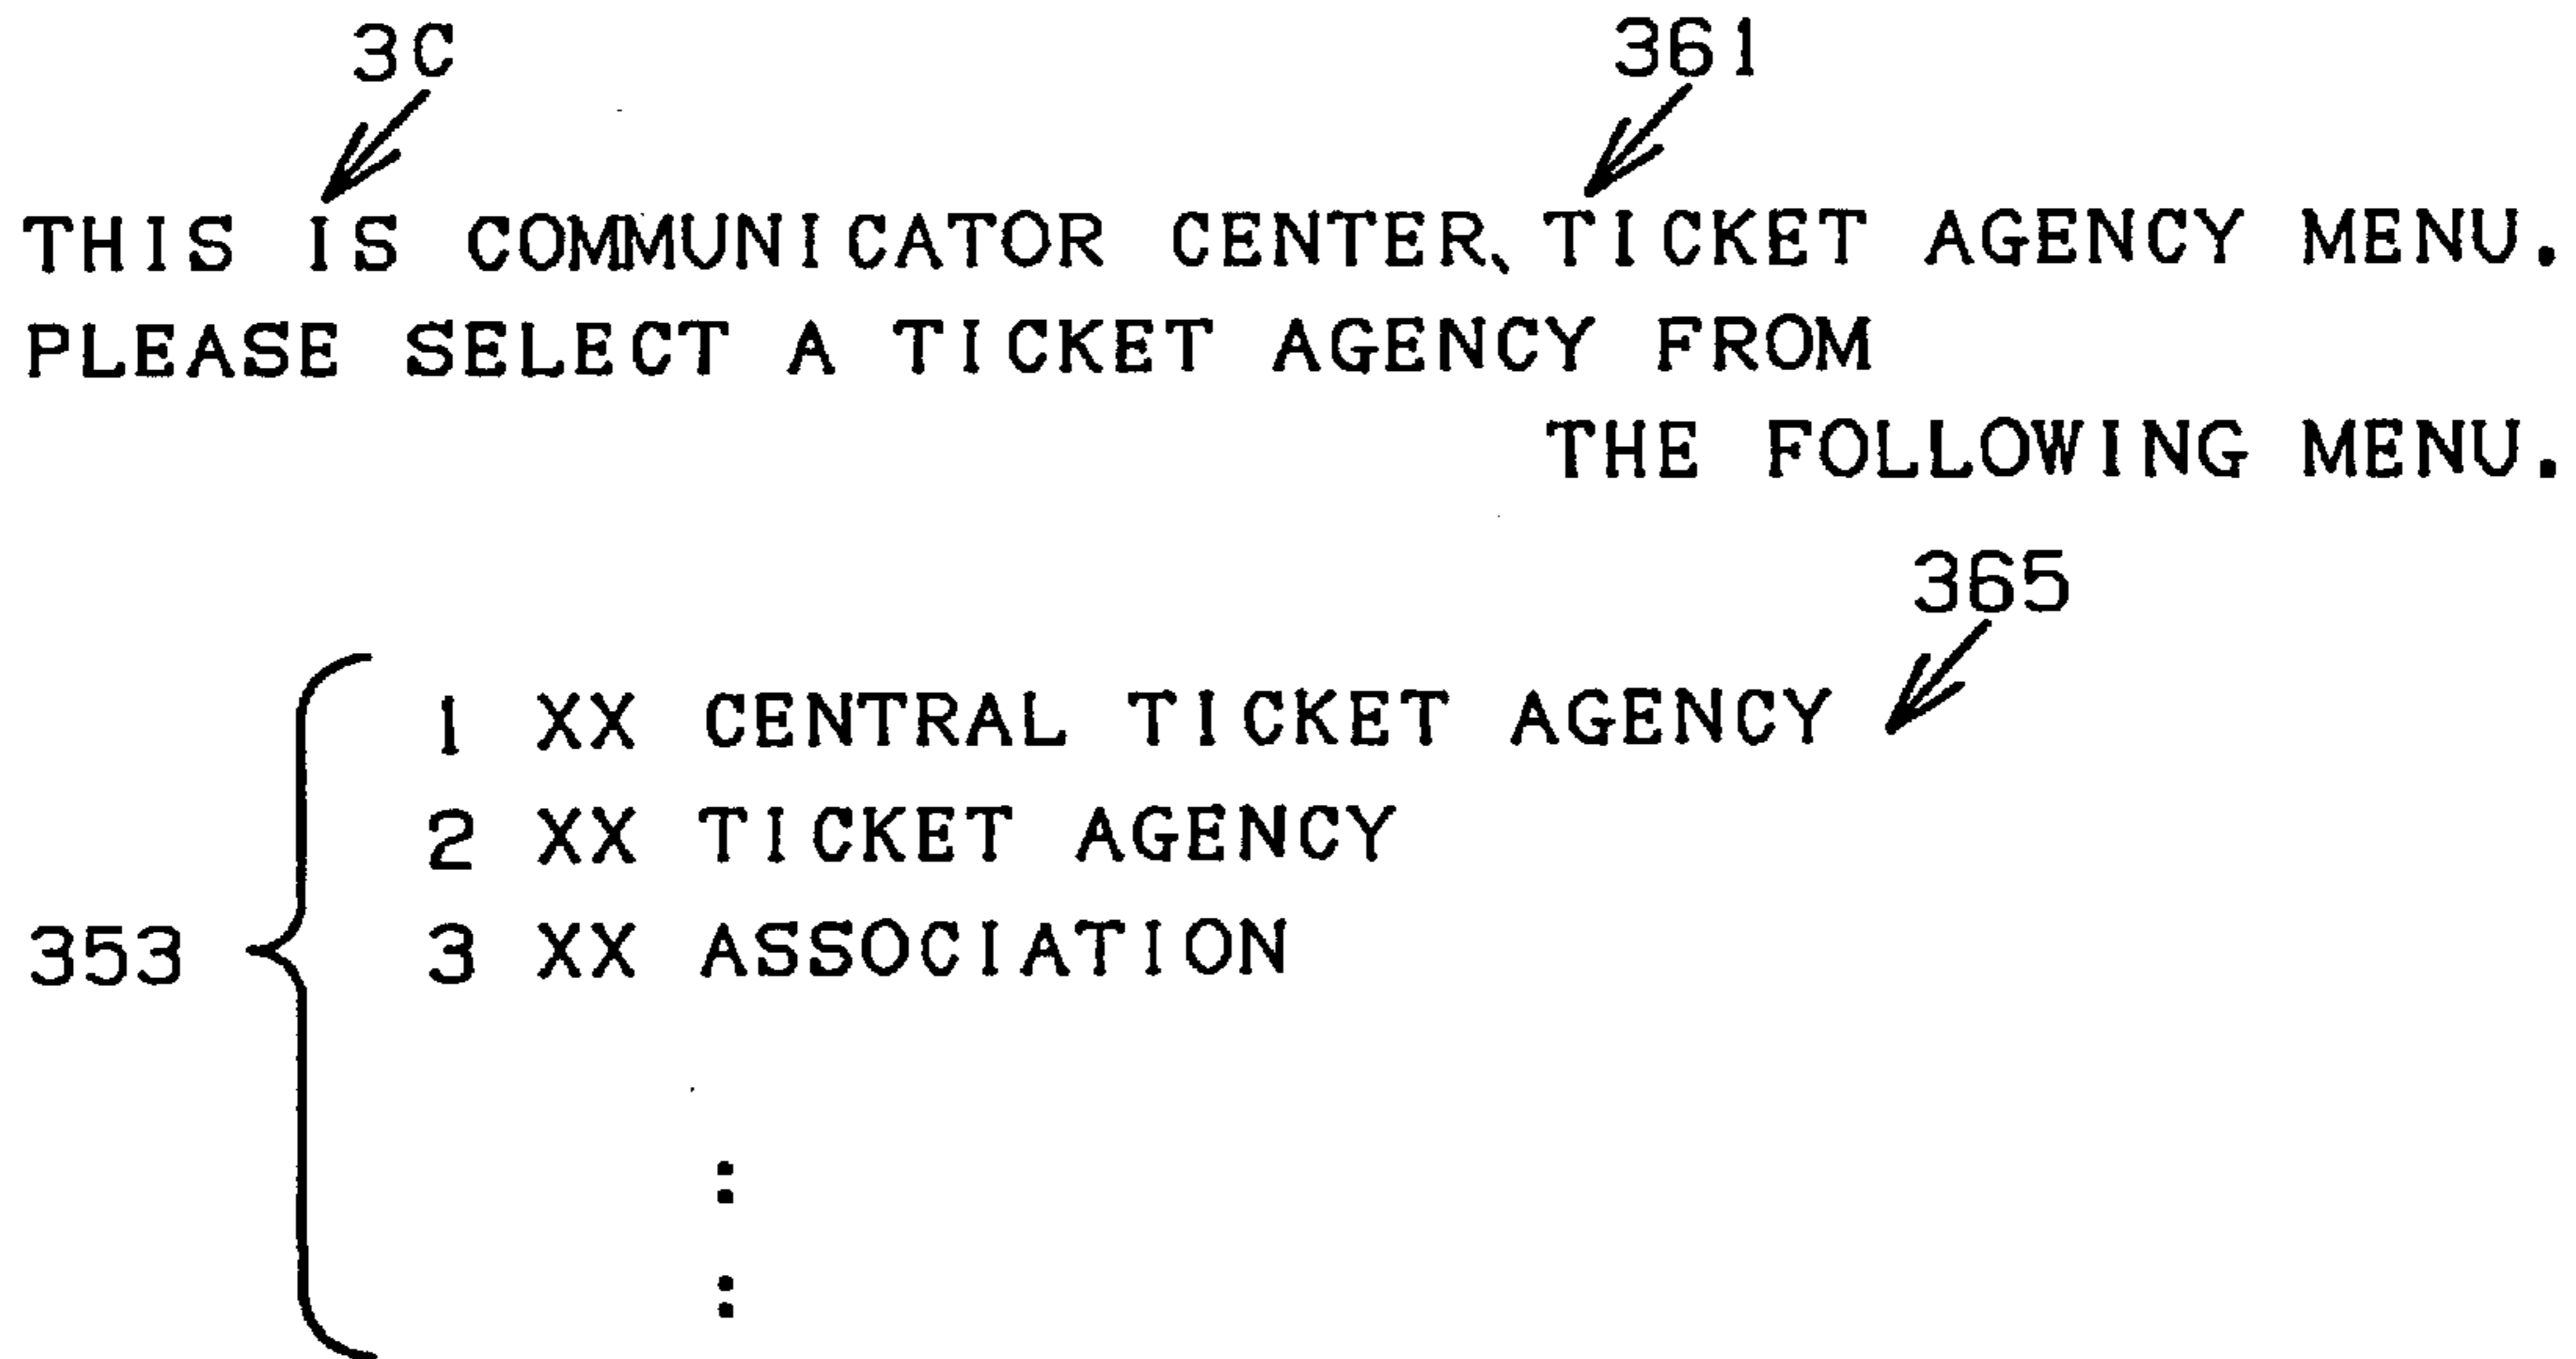 3C 361
THIS IS COMMUNICATOR CENTER、TICKET AGENCY MENU.
PLEASE SELECT A TICKET AGENCY FROM
THE FOLLOWING MENU.
365
1 XX CENTRAL TICKET AGENCY
2 XX TICKET AGENCY
353 3 XX ASSOCIATION
:
: